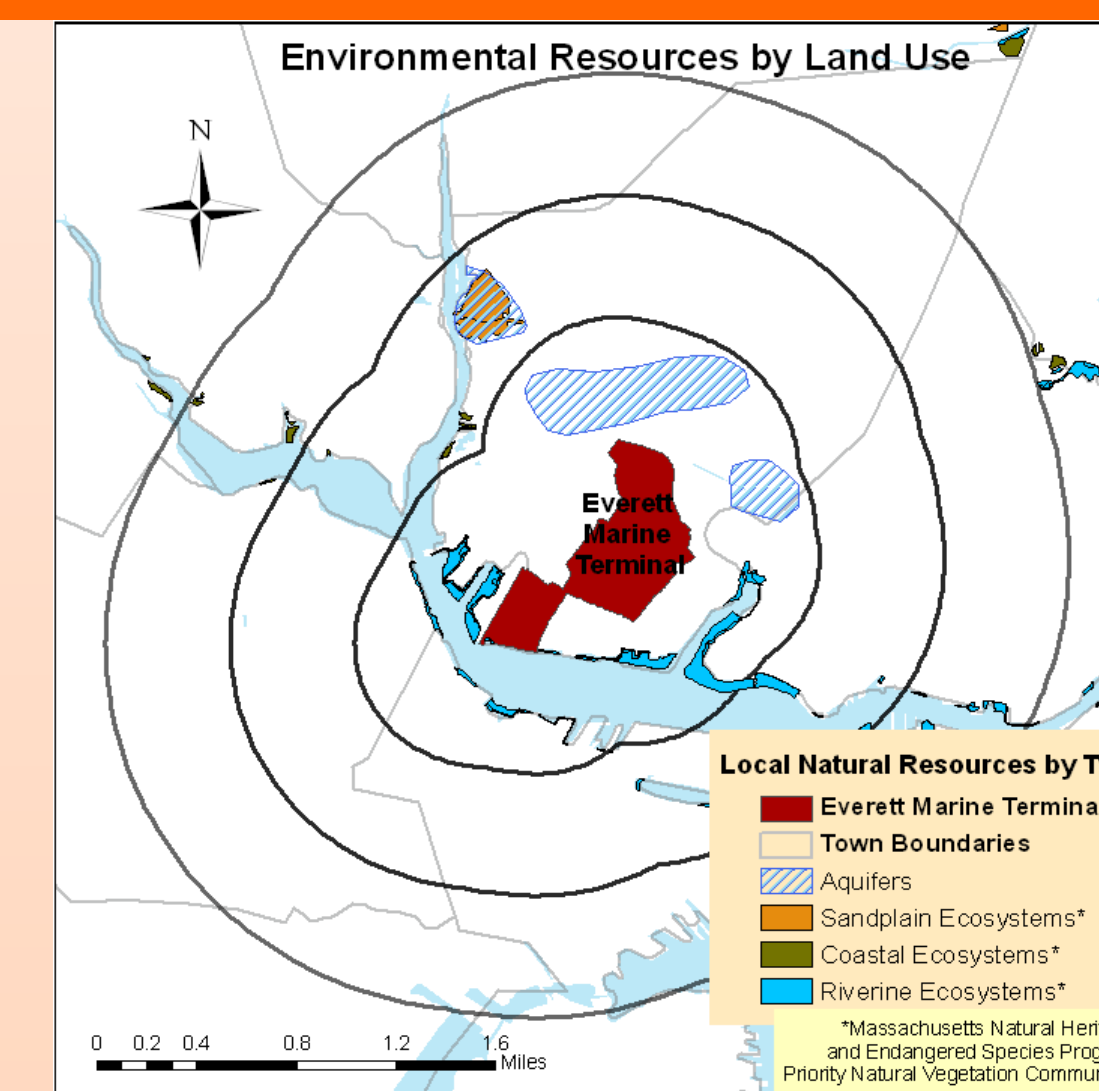 Environmental Resources by Land Use
N
Everett
Marine
Terminal
Local Natural Resources by T
Everett Marine Termina
Town Boundaries
Aquifers
Sandplain Ecosystems*
Coastal Ecosystems*
Riverine Ecosystems*
*Massachusetts Natural Heri
and Endangered Species Prog
Priority Natural Vegetation Commu
0 0.2 0.4 0.8 1.2 1.6
Miles